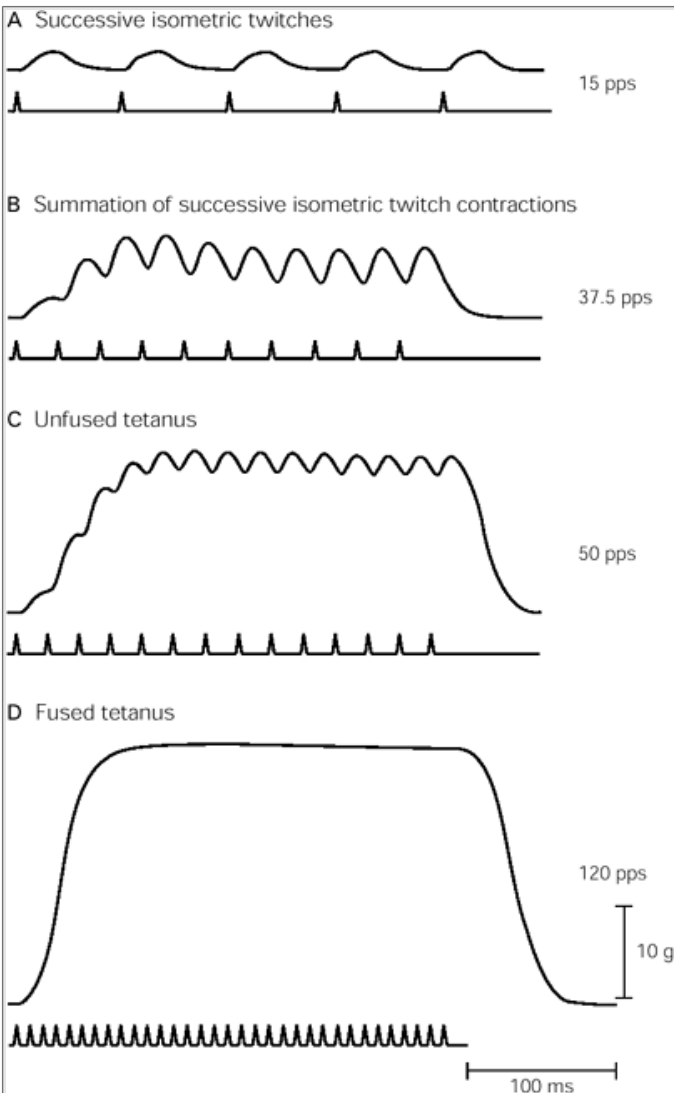 A Successive isometric twitches
15 pps
B Summation of successive isometric twitch contractions
37.5 pps
C Unfused tetanus
50 pps
D Fused tetanus
120 pps
10 g
100 ms